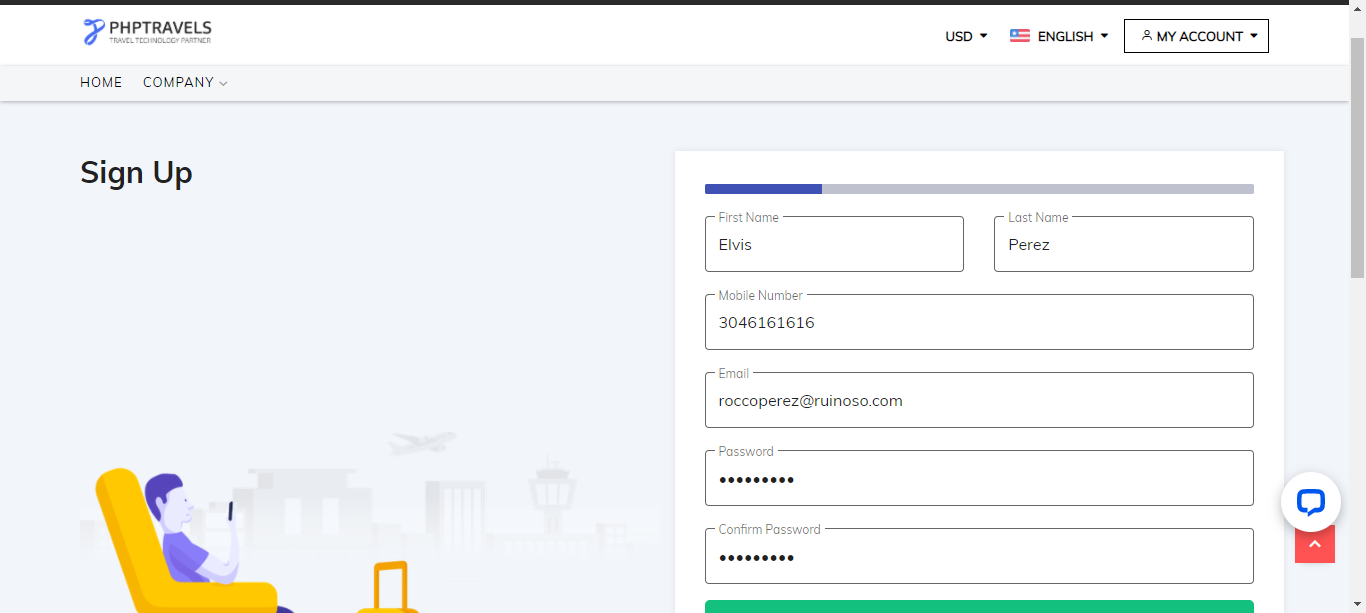 PHPTRAVELS
TRAVEL TECHNOLOGY PARTNER
USD
ENGLISH
MY ACCOUNT
HOME
COMPANY
Sign Up
First Name
Elvis
Last Name
Perez
Mobile Number
3046161616
Email
roccoperez@ruinoso.com
Password
•••••••••
Confirm Password
•••••••••